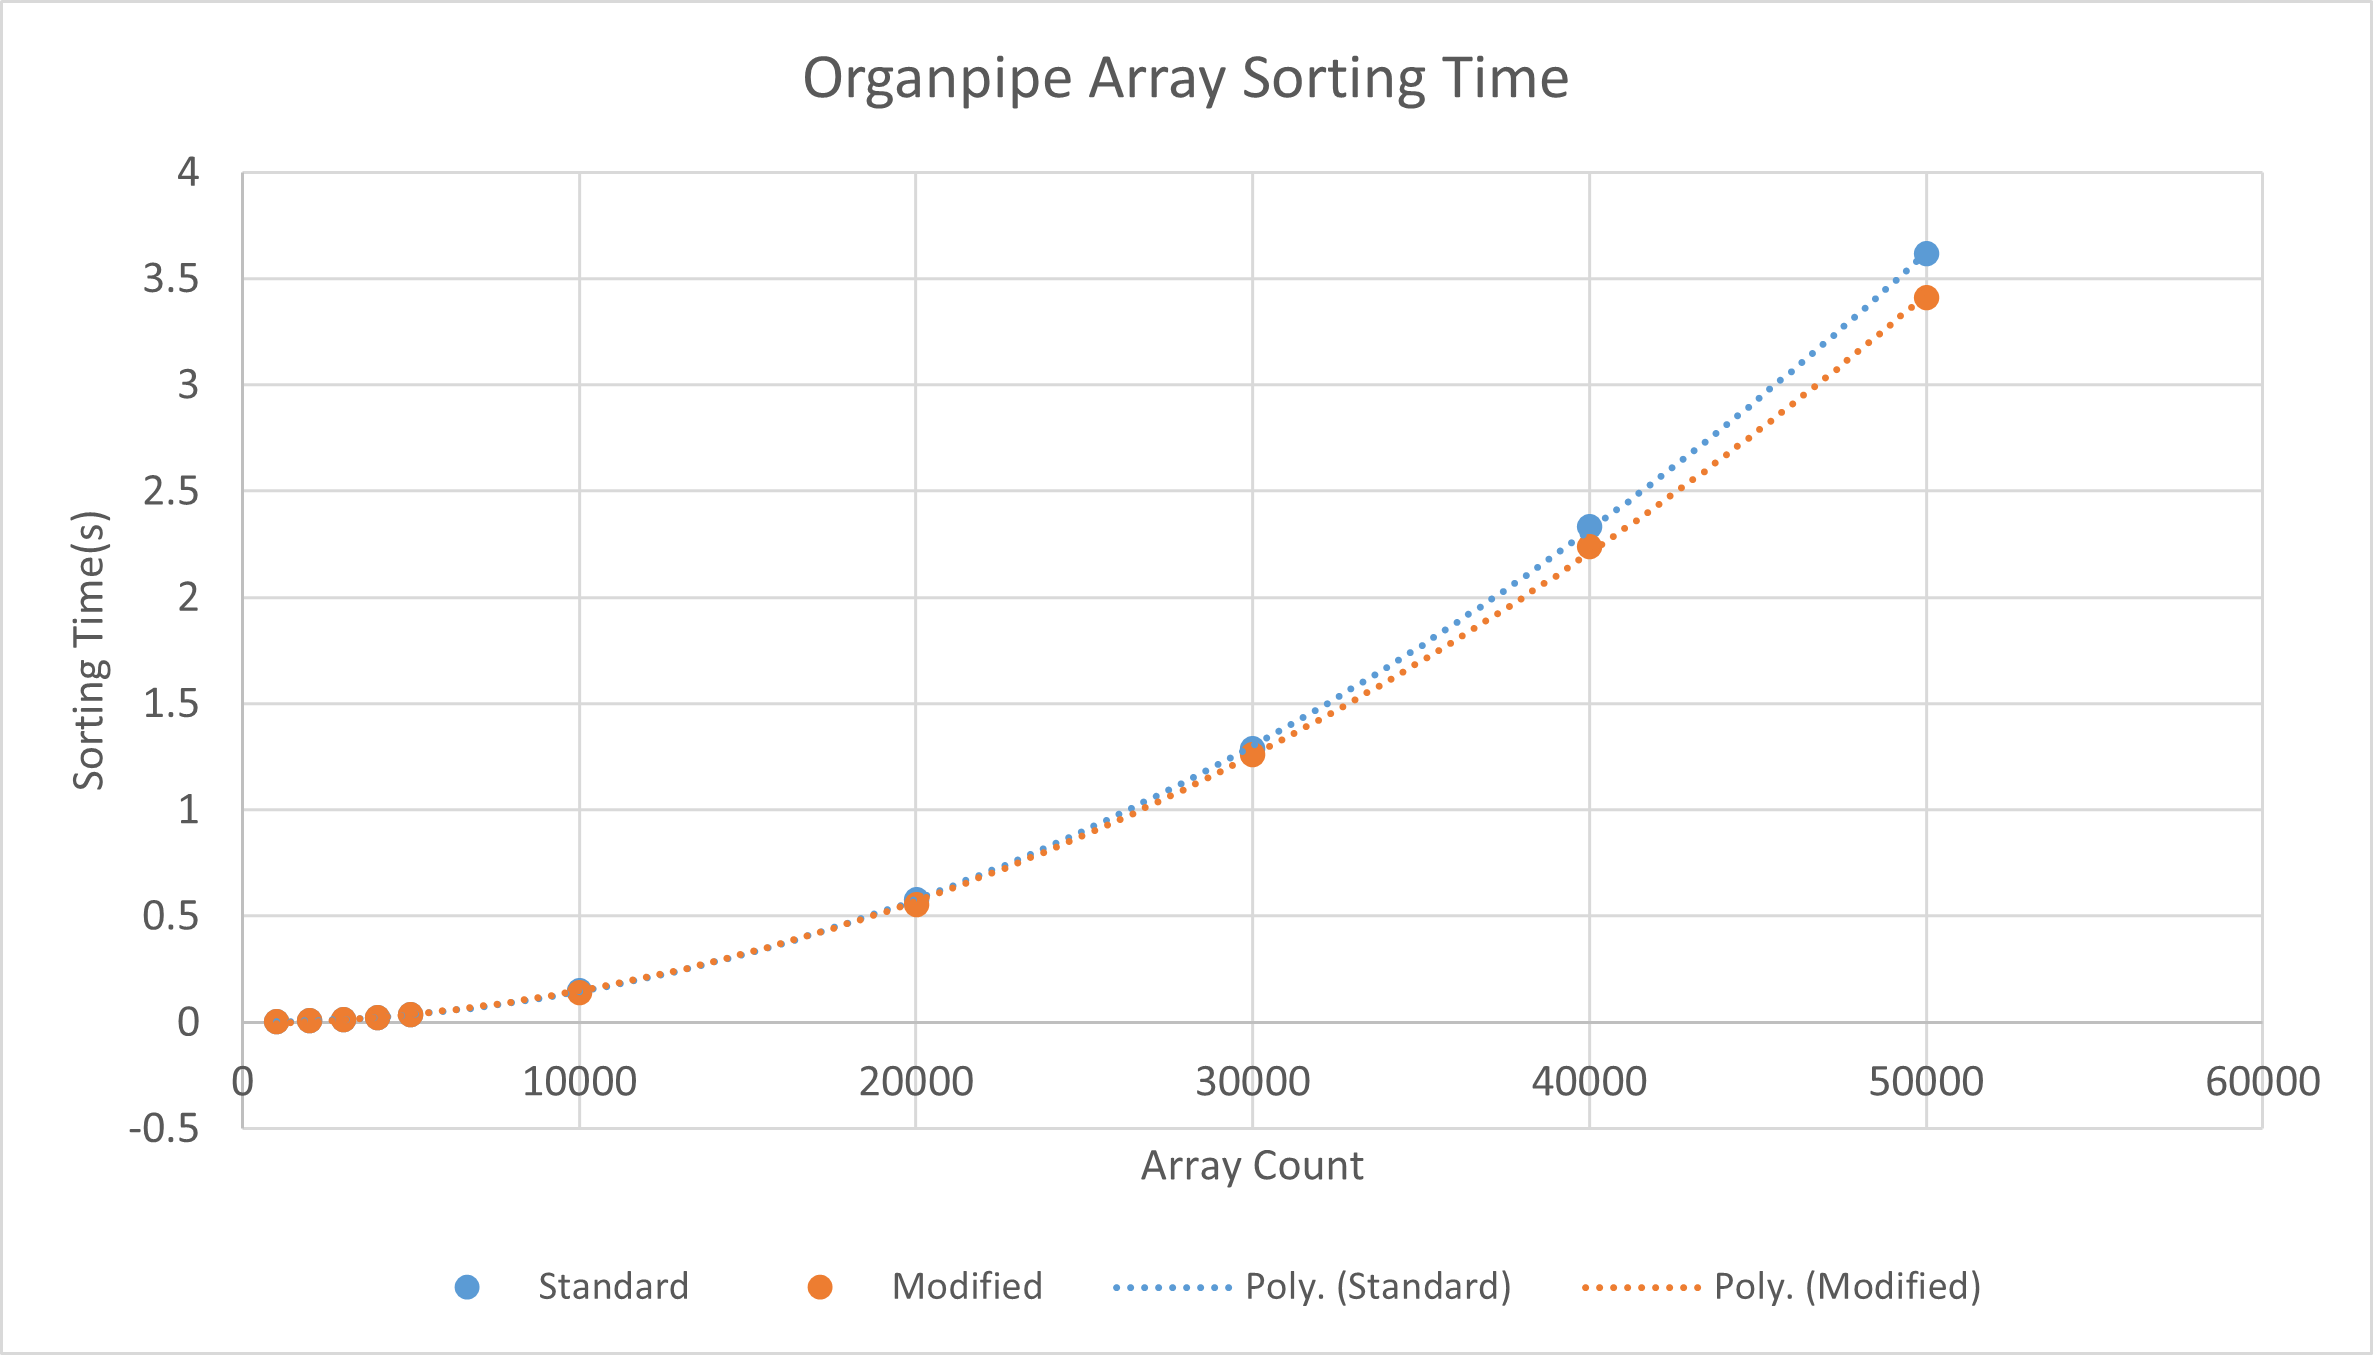 Organpipe Array Sorting Time
4
3.5
3
2.5
2
1.5
1
0.5
0
-0.5
Sorting Time(s)
0 10000 20000 30000 40000 50000 60000
Array Count
Standard Modified Poly. (Standard) Poly. (Modified)